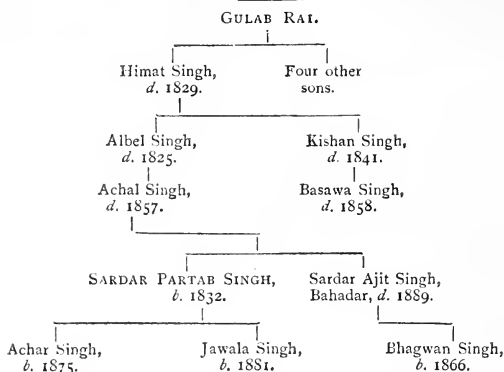 GULAB RAI.
Himat Singh, Four other
d. 1829. sons.
Albel Singh, Kishan Singh,
d. 1825. d. 1841.
Achal Singh, Basawa Singh,
d. 1857. d. 1858.
SARDAR PARTAB SINGH, Sardar Ajit Singh,
b. 1832. Bahadar, d. 1889.
Achar Singh, Jawala Singh, Bhagwan Singh,
b. 1875. b. 1881. b. 1866.